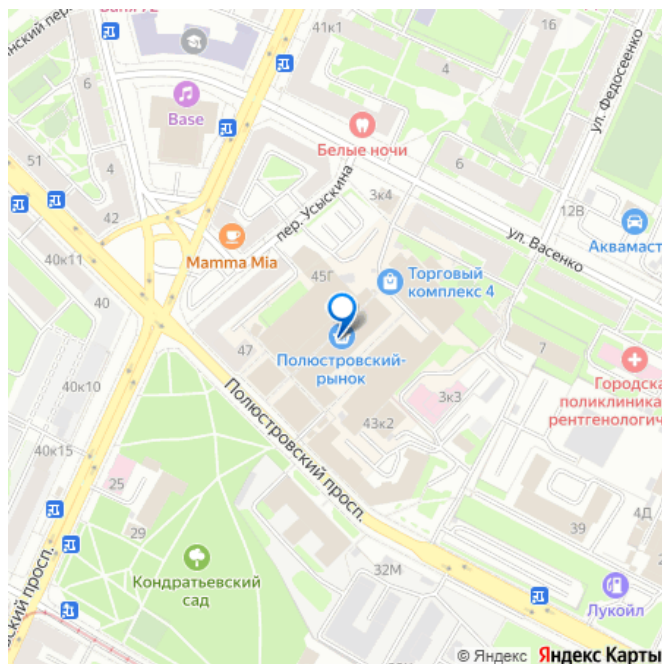 41к1
16
ул. Федосеенко
4
6
Base
Белые ночи
51
4
6
3к4
пер. Усыскина
12В
ул. Васенко
Аквамаст
42
40к11
Mamma Mia
45Г
Торговый
комплекс 4
40
47
Полюстровский
рынок
7
Городска
поликлиника
рентгенологич
40к10
3к3
43к2
Полюстровский просп.
40к15
25
29
4Д
39
Кондратьевский
сад
32М
Лукойл
вский просп.
© Яндекс Яндекс Карты